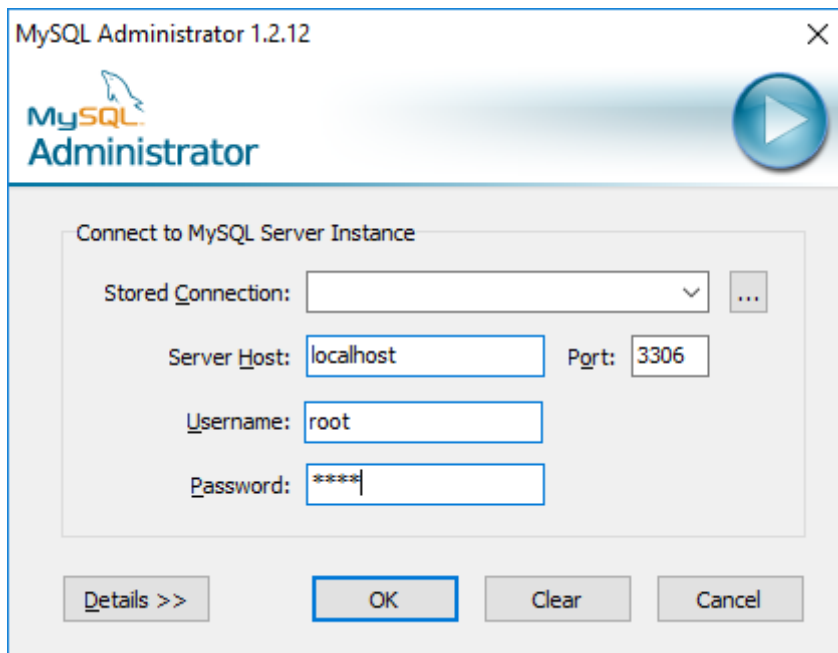 MySQL Administrator 1.2.12
MySQL
Administrator
Connect to MySQL Server Instance
Stored Connection:
...
Server Host: localhost Port: 3306
Username: root
Password: ****
Details >> OK Clear Cancel